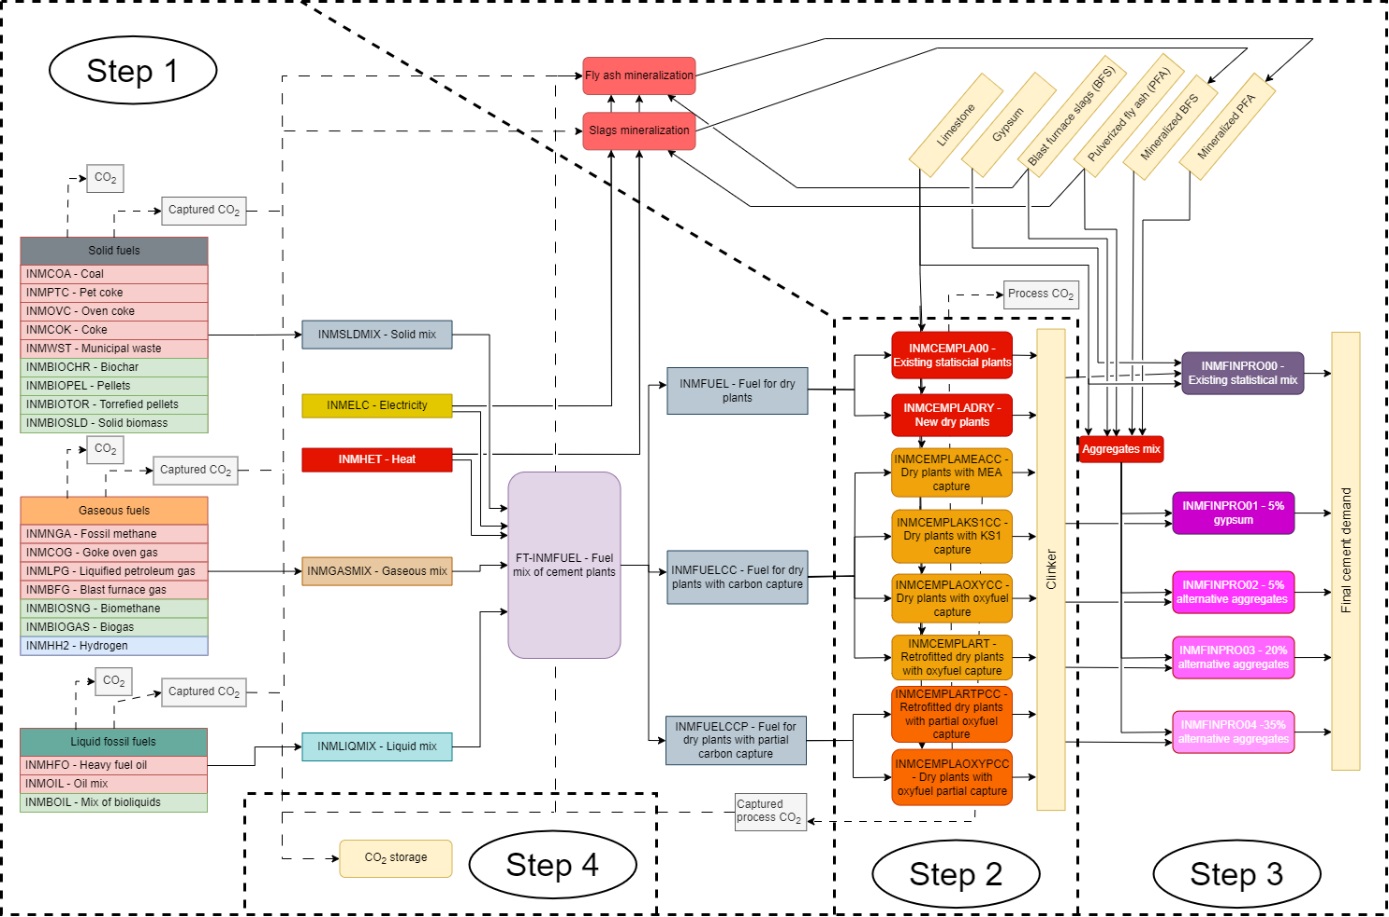 Step 1
CO2
Captured CO2
Solid fuels
INMCOA - Coal
INMPTC - Pet coke
INMOVC - Oven coke
INMCOK - Coke
INMWST - Municipal waste
INMBIOCHR - Biochar
INMBIOPEL - Pellets
INMBIOTOR - Torrefied pellets
INMBIOSLD - Solid biomass
CO2
Captured CO2
Gaseous fuels
INMNGA - Fossil methane
INMCOG - Goke oven gas
INMLPG - Liquified petroleum gas
INMBFG - Blast furnace gas
INMBIOSNG - Biomethane
INMBIOGAS - Biogas
INMHH2 - Hydrogen
CO2
Captured CO2
Liquid fossil fuels
INMHFO - Heavy fuel oil
INMOIL - Oil mix
INMBOIL - Mix of bioliquids
INMSLDMIX - Solid mix
INMELC - Electricity
INMHET - Heat
INMGASMIX - Gaseous mix
INMLIQMIX - Liquid mix
FT-INMFUEL - Fuel
mix of cement plants
Fly ash mineralization
Slags mineralization
INMFUEL - Fuel for dry
plants
INMFUELCC - Fuel for dry
plants with carbon capture
INMFUELCCP - Fuel for
dry plants with partial
carbon capture
Captured
process CO2
CO2 storage
Step 4
Limestone
Gypsum
Blast furnace slags (BFS)
Pulverized fly ash (PFA)
Mineralized BFS
Mineralized PFA
Process CO2
INMCEMPLA00 -
Existing statiscial plants
INMCEMPLADRY -
New dry plants
INMCEMPLAMEACC -
Dry plants with MEA
capture
INMCEMPLAKS1CC -
Dry plants with KS1
capture
INMCEMPLAOXYCC -
Dry plants with oxyfuel
capture
INMCEMPLART -
Retrofitted dry plants
with oxyfuel capture
INMCEMPLARTPCC -
Retrofitted dry plants
with partial oxyfuel
capture
INMCEMPLAOXYPCC
- Dry plants with
oxyfuel partial capture
Clinker
Step 2
Aggregates mix
INMFINPRO00 -
Existing statistical mix
INMFINPRO01 - 5%
gypsum
INMFINPRO02 - 5%
alternative aggregates
INMFINPRO03 - 20%
alternative aggregates
INMFINPRO04 -35%
alternative aggregates
Final cement demand
Step 3